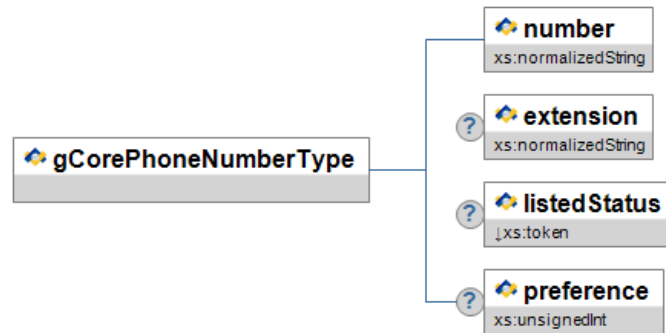 number
xs:normalizedString
?
extension
xs:normalizedString
gCorePhoneNumberType
?
listedStatus
↓xs:token
?
preference
xs:unsignedInt